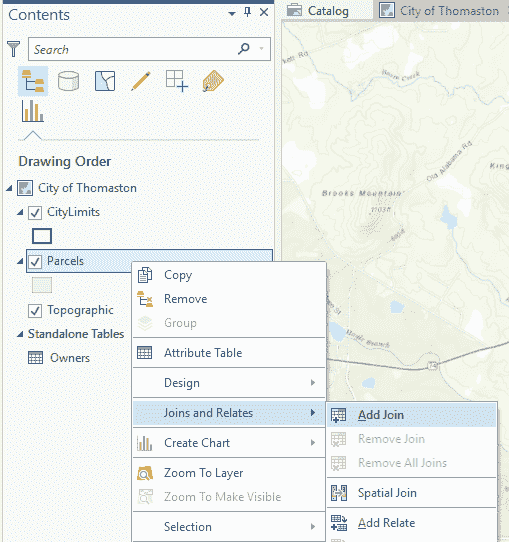 Contents
Search
Drawing Order
City of Thomaston
CityLimits
Parcels
Topographic
Standalone Tables
Owners
Copy
Remove
Group
Attribute Table
Design
Joins and Relates
Create Chart
Zoom To Layer
Zoom To Make Visible
Selection
Add Join
Remove Join
Remove All Joins
Spatial Join
Add Relate
Catalog
City of Thomaston
Old Alabama Rd
Brooks Mountain